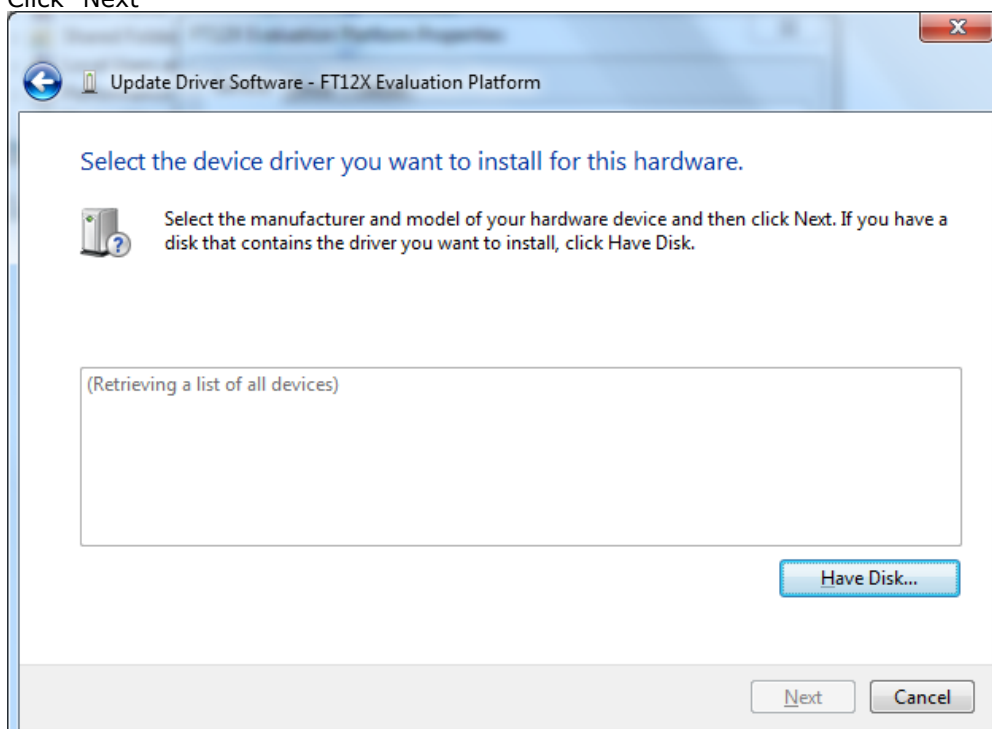 Click "Next"
Update Driver Software - FT12X Evaluation Platform
Select the device driver you want to install for this hardware.
Select the manufacturer and model of your hardware device and then click Next. If you have a
disk that contains the driver you want to install, click Have Disk.
(Retrieving a list of all devices)
Have Disk...
Next
Cancel